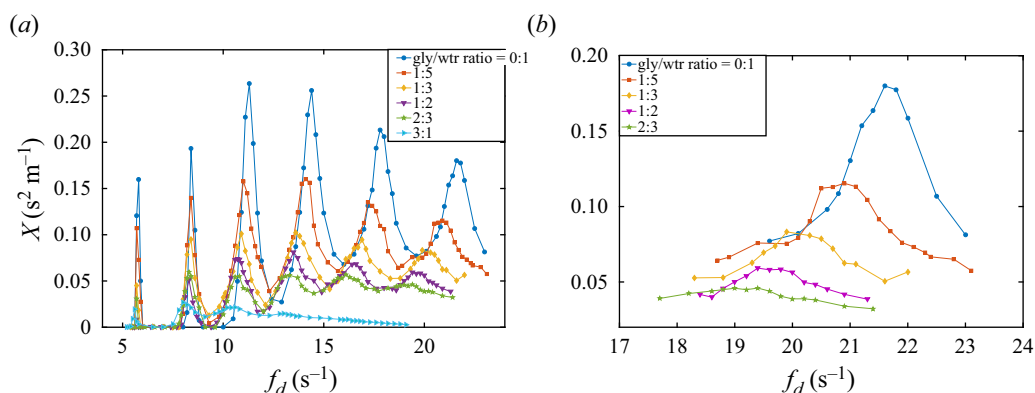 (a)
0.30
0.25
0.20
0.15
0.10
0.05
0
X (s² m⁻¹)
5 10 15 20
f_d (s⁻¹)
gly/wtr ratio = 0:1
1:5
1:3
1:2
2:3
3:1
(b)
0.20
0.15
0.10
0.05
0
17 18 19 20 21 22 23 24
f_d (s⁻¹)
gly/wtr ratio = 0:1
1:5
1:3
1:2
2:3